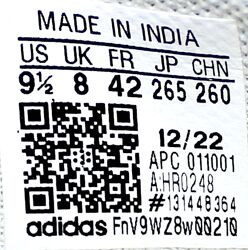 MADE IN INDIA
US UK FR JP CHN
9½ 8 42 265 260
12/22
APC 011001
A:HR0248
#131448364
adidas FnV9WZ8w00210